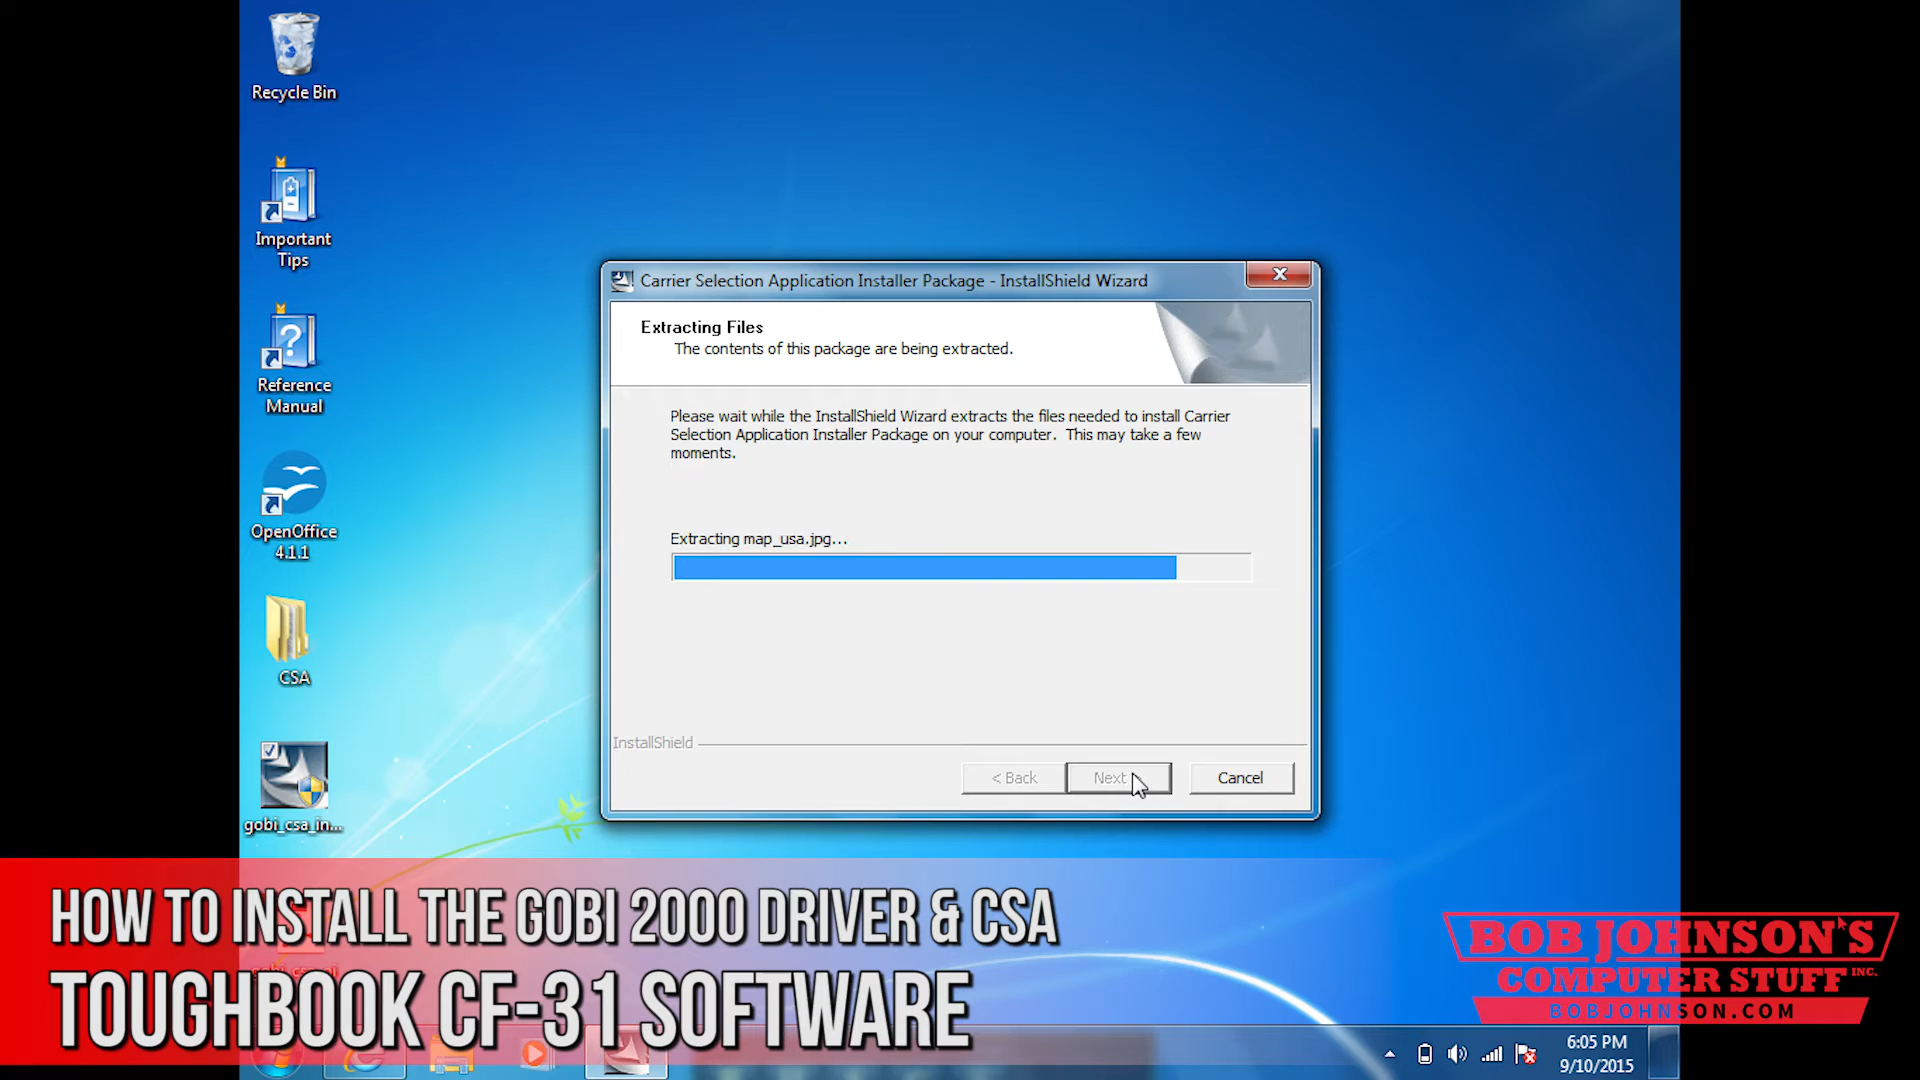 Recycle Bin
Important
Tips
Reference
Manual
OpenOffice
4.1.1
CSA
gobi_csa_in...
Carrier Selection Application Installer Package - InstallShield Wizard
Extracting Files
The contents of this package are being extracted.
Please wait while the InstallShield Wizard extracts the files needed to install Carrier
Selection Application Installer Package on your computer. This may take a few
moments.
Extracting map_usa.jpg...
InstallShield
< Back
Next
Cancel
HOW TO INSTALL THE GOBI 2000 DRIVER & CSA
TOUGHBOOK CF-31 SOFTWARE
BOB JOHNSON'S
COMPUTER STUFF INC.
BOBJOHNSON.COM
6:05 PM
9/10/2015